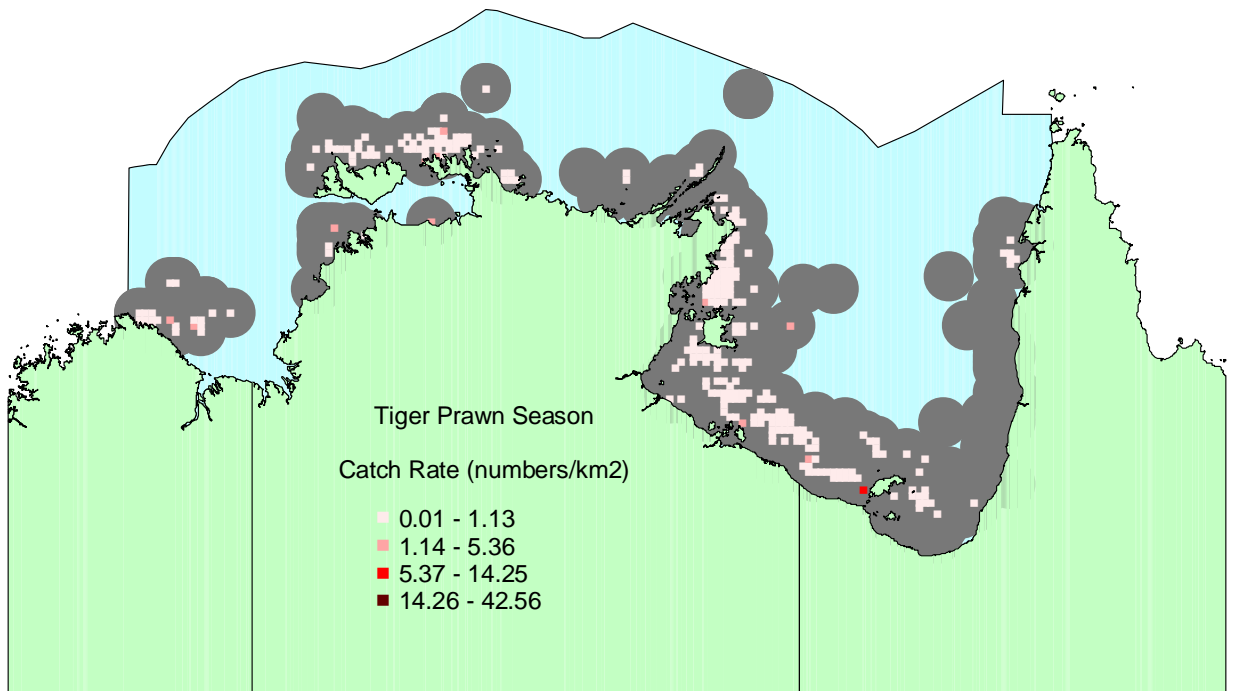 Tiger Prawn Season
Catch Rate (numbers/km2)
0.01 - 1.13
1.14 - 5.36
5.37 - 14.25
14.26 - 42.56